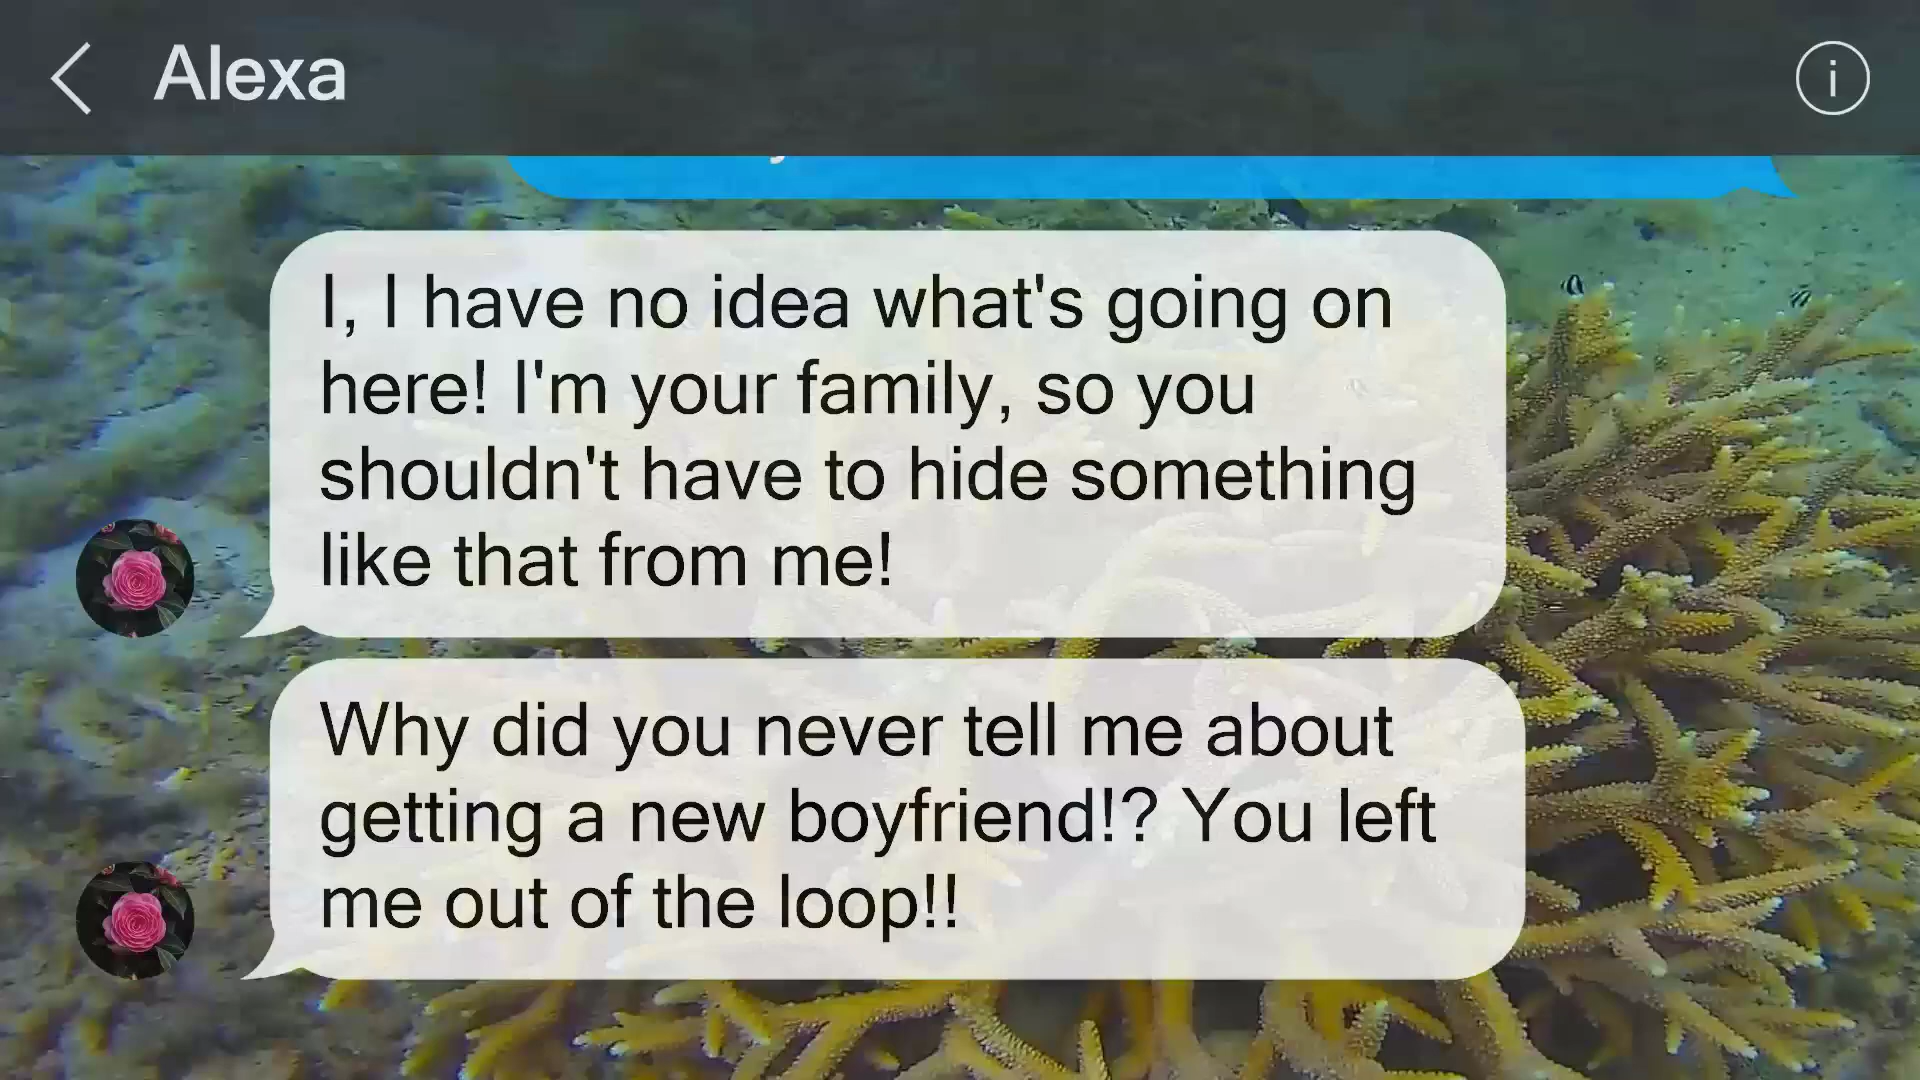 Alexa
I, I have no idea what's going on
here! I'm your family, so you
shouldn't have to hide something
like that from me!
Why did you never tell me about
getting a new boyfriend!? You left
me out of the loop!!